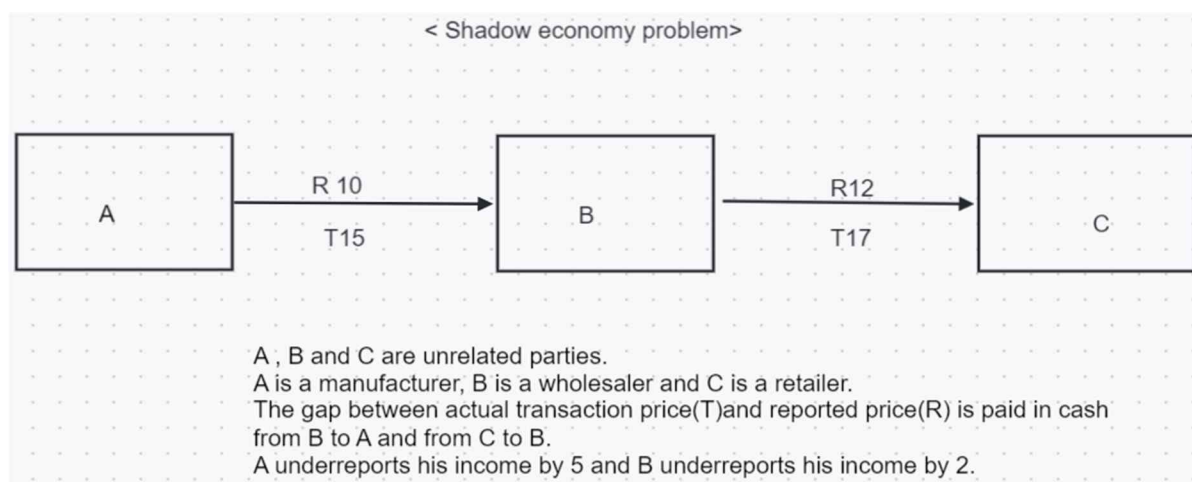 < Shadow economy problem>
R 10
R12
A
B
C
T15
T17
A , B and C are unrelated parties.
A is a manufacturer, B is a wholesaler and C is a retailer.
The gap between actual transaction price(T)and reported price(R) is paid in cash
from B to A and from C to B.
A underreports his income by 5 and B underreports his income by 2.